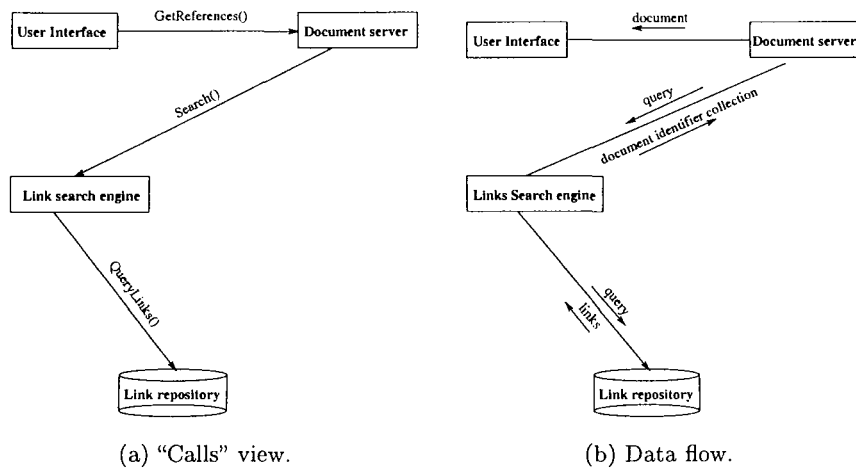 GetReferences()
User Interface
Document server
Search()
Link search engine
QueryLinks()
Link repository
(a) "Calls" view.
document
User Interface
Document server
query
document identifier collection
Links Search engine
query
links
Link repository
(b) Data flow.